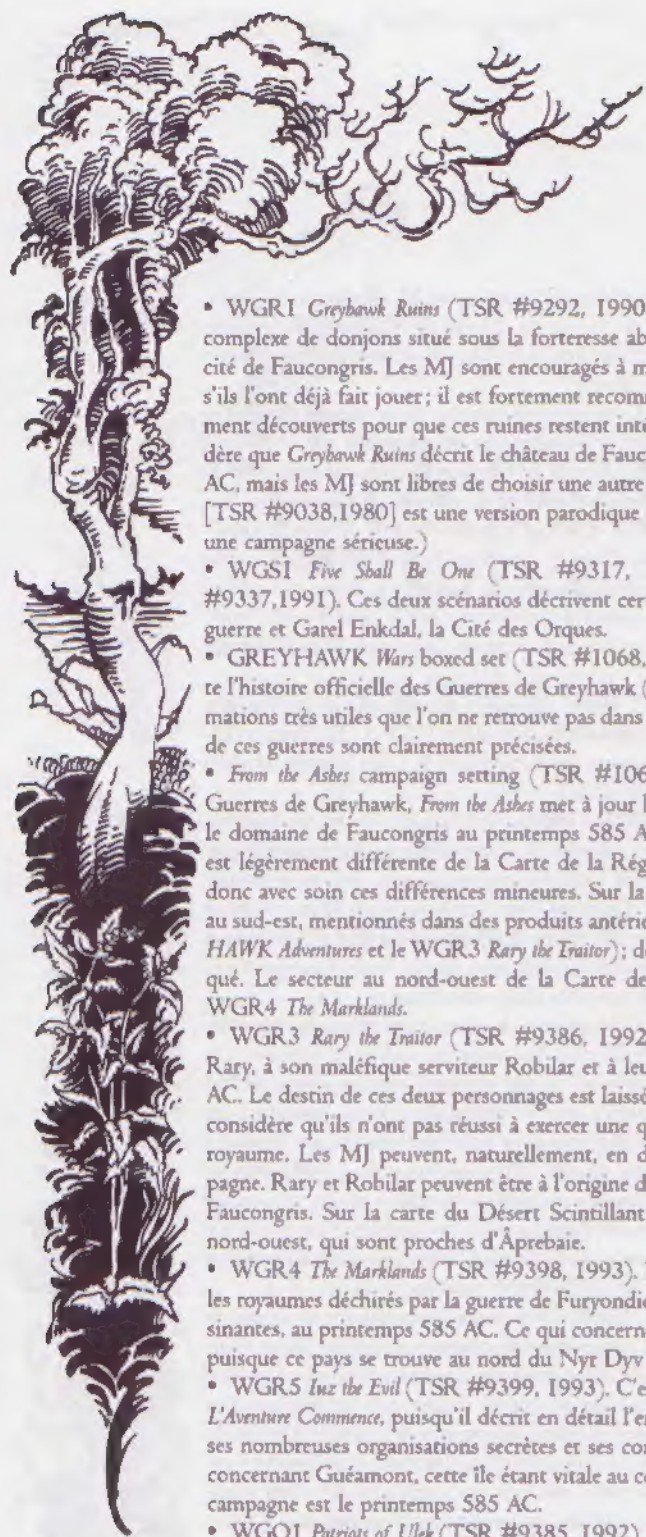 • WGR1 Greyhawk Ruins (TSR #9292, 1990
complexe de donjons situé sous la forteresse ab
cité de Faucongris. Les MJ sont encouragés à m
s'ils l'ont déjà fait jouer; il est fortement recom
ment découverts pour que ces ruines restent inté
dère que Greyhawk Ruins décrit le château de Fauc
AC, mais les MJ sont libres de choisir une autre
[TSR #9038,1980] est une version parodique
une campagne sérieuse.)
• WGS1 Five Shall Be One (TSR #9317,
#9337,1991). Ces deux scénarios décrivent cer
guerre et Garel Enkdal, la Cité des Orques.
• GREYHAWK Wars boxed set (TSR #1068,
te l'histoire officielle des Guerres de Greyhawk (
mations très utiles que l'on ne retrouve pas dans
de ces guerres sont clairement précisées.
• From the Ashes campaign setting (TSR #106
Guerres de Greyhawk, From the Ashes met à jour l
le domaine de Faucongris au printemps 585 A
est légèrement différente de la Carte de la Rég
donc avec soin ces différences mineures. Sur la
au sud-est, mentionnés dans des produits antérie
HAWK Adventures et le WGR3 Rary the Traitor); d
qué. Le secteur au nord-ouest de la Carte de
WGR4 The Marklands.
• WGR3 Rary the Traitor (TSR #9386, 1992
Rary, à son maléfique serviteur Robilar et à leu
AC. Le destin de ces deux personnages est laissé
considère qu'ils n'ont pas réussi à exercer une q
royaume. Les MJ peuvent, naturellement, en d
pagne. Rary et Robilar peuvent être à l'origine d
Faucongris. Sur la carte du Désert Scintillant
nord-ouest, qui sont proches d'Âprebaie.
• WGR4 The Marklands (TSR #9398, 1993).
les royaumes déchirés par la guerre de Furyondie
sinantes, au printemps 585 AC. Ce qui concern
puisque ce pays se trouve au nord du Nyr Dyv
• WGR5 Iuz the Evil (TSR #9399, 1993). C'e
L'Aventure Commence, puisqu'il décrit en détail l'e
ses nombreuses organisations secrètes et ses co
concernant Guéamont, cette île étant vitale au c
campagne est le printemps 585 AC.
• WGQ1 Patriots of Ulek (TSR #9385, 1992)